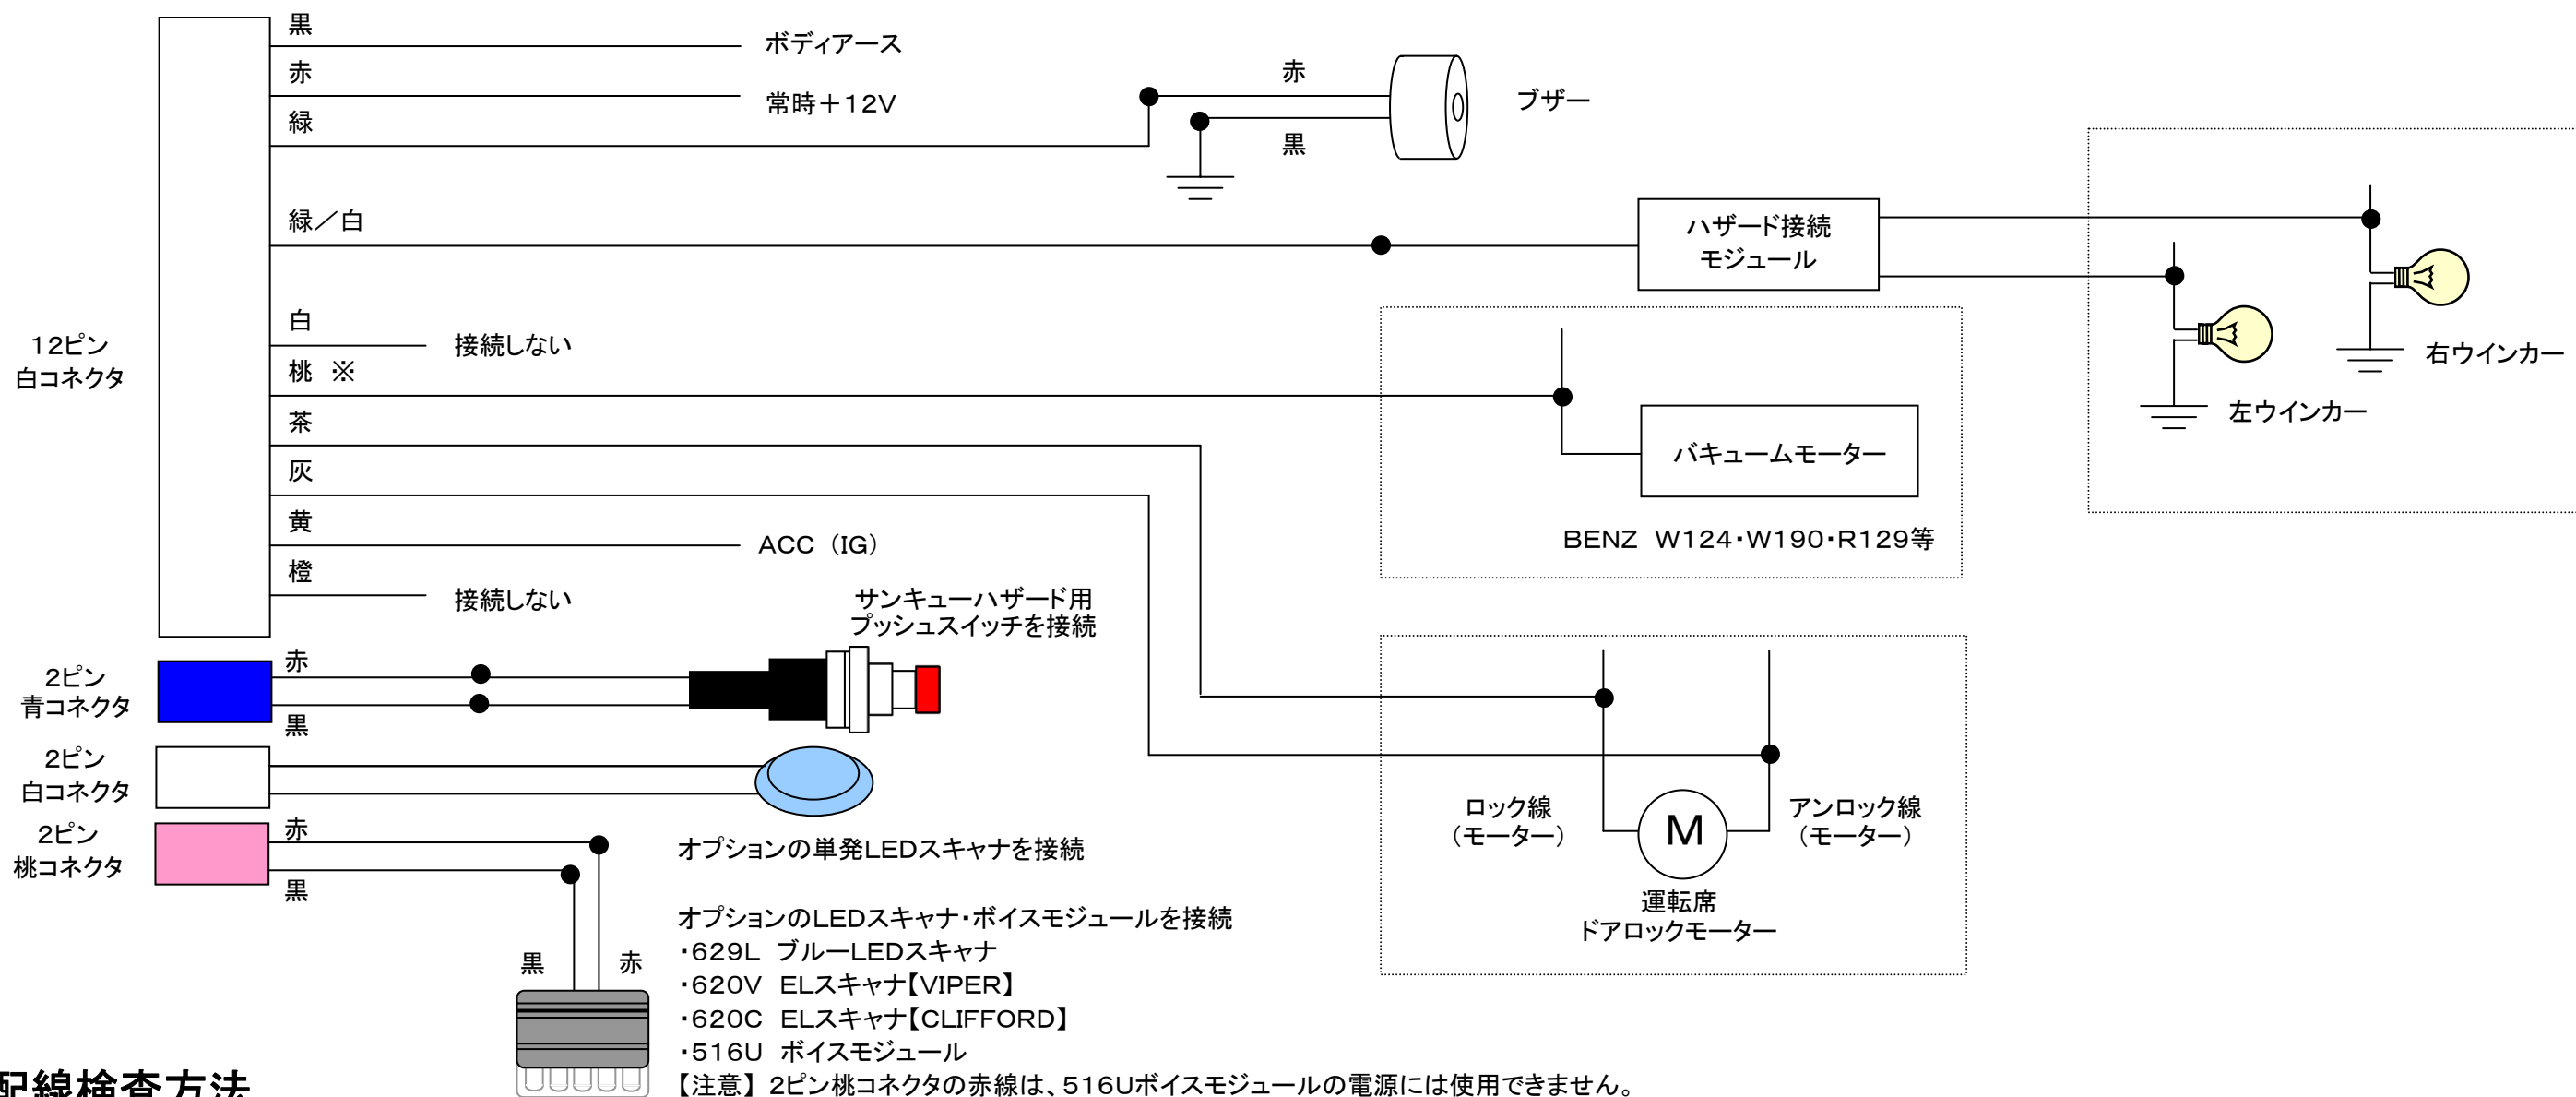 黒
ボディアース
赤
常時＋12V
緑
赤
黒
ブザー
緑／白
ハザード接続
モジュール
白
接続しない
桃 ※
茶
灰
黄
ACC（IG）
橙
接続しない
12ピン
白コネクタ
バキュームモーター
BENZ W124・W190・R129等
右ウインカー
左ウインカー
サンキューハザード用
プッシュスイッチを接続
2ピン
青コネクタ
赤
黒
2ピン
白コネクタ
2ピン
桃コネクタ
赤
黒
黒 赤
オプションの単発LEDスキャナを接続
オプションのLEDスキャナ・ボイスモジュールを接続
・629L ブルーLEDスキャナ
・620V ELスキャナ【VIPER】
・620C ELスキャナ【CLIFFORD】
・516U ボイスモジュール
【注意】 2ピン桃コネクタの赤線は、516Uボイスモジュールの電源には使用できません。
ロック線
（モーター）
M
アンロック線
（モーター）
運転席
ドアロックモーター
配線検査方法